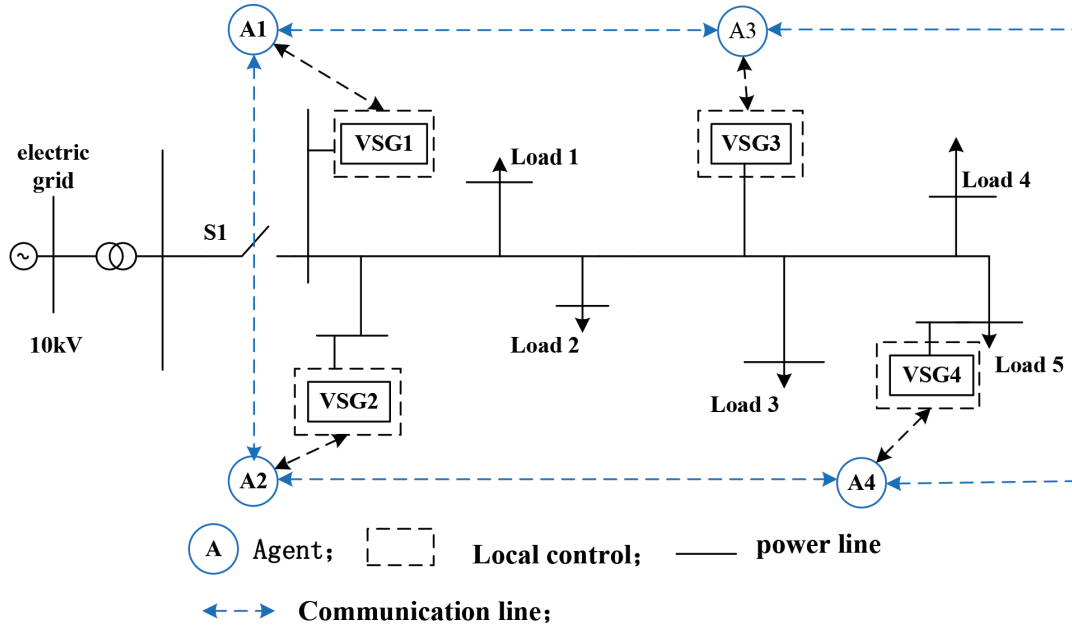 A1
A3
VSG1
VSG3
electric
grid
Load 1
Load 4
S1
~
10kV
Load 2
Load 3
Load 5
VSG4
VSG2
A2
A4
A
Agent;
Local control;
power line
Communication line;